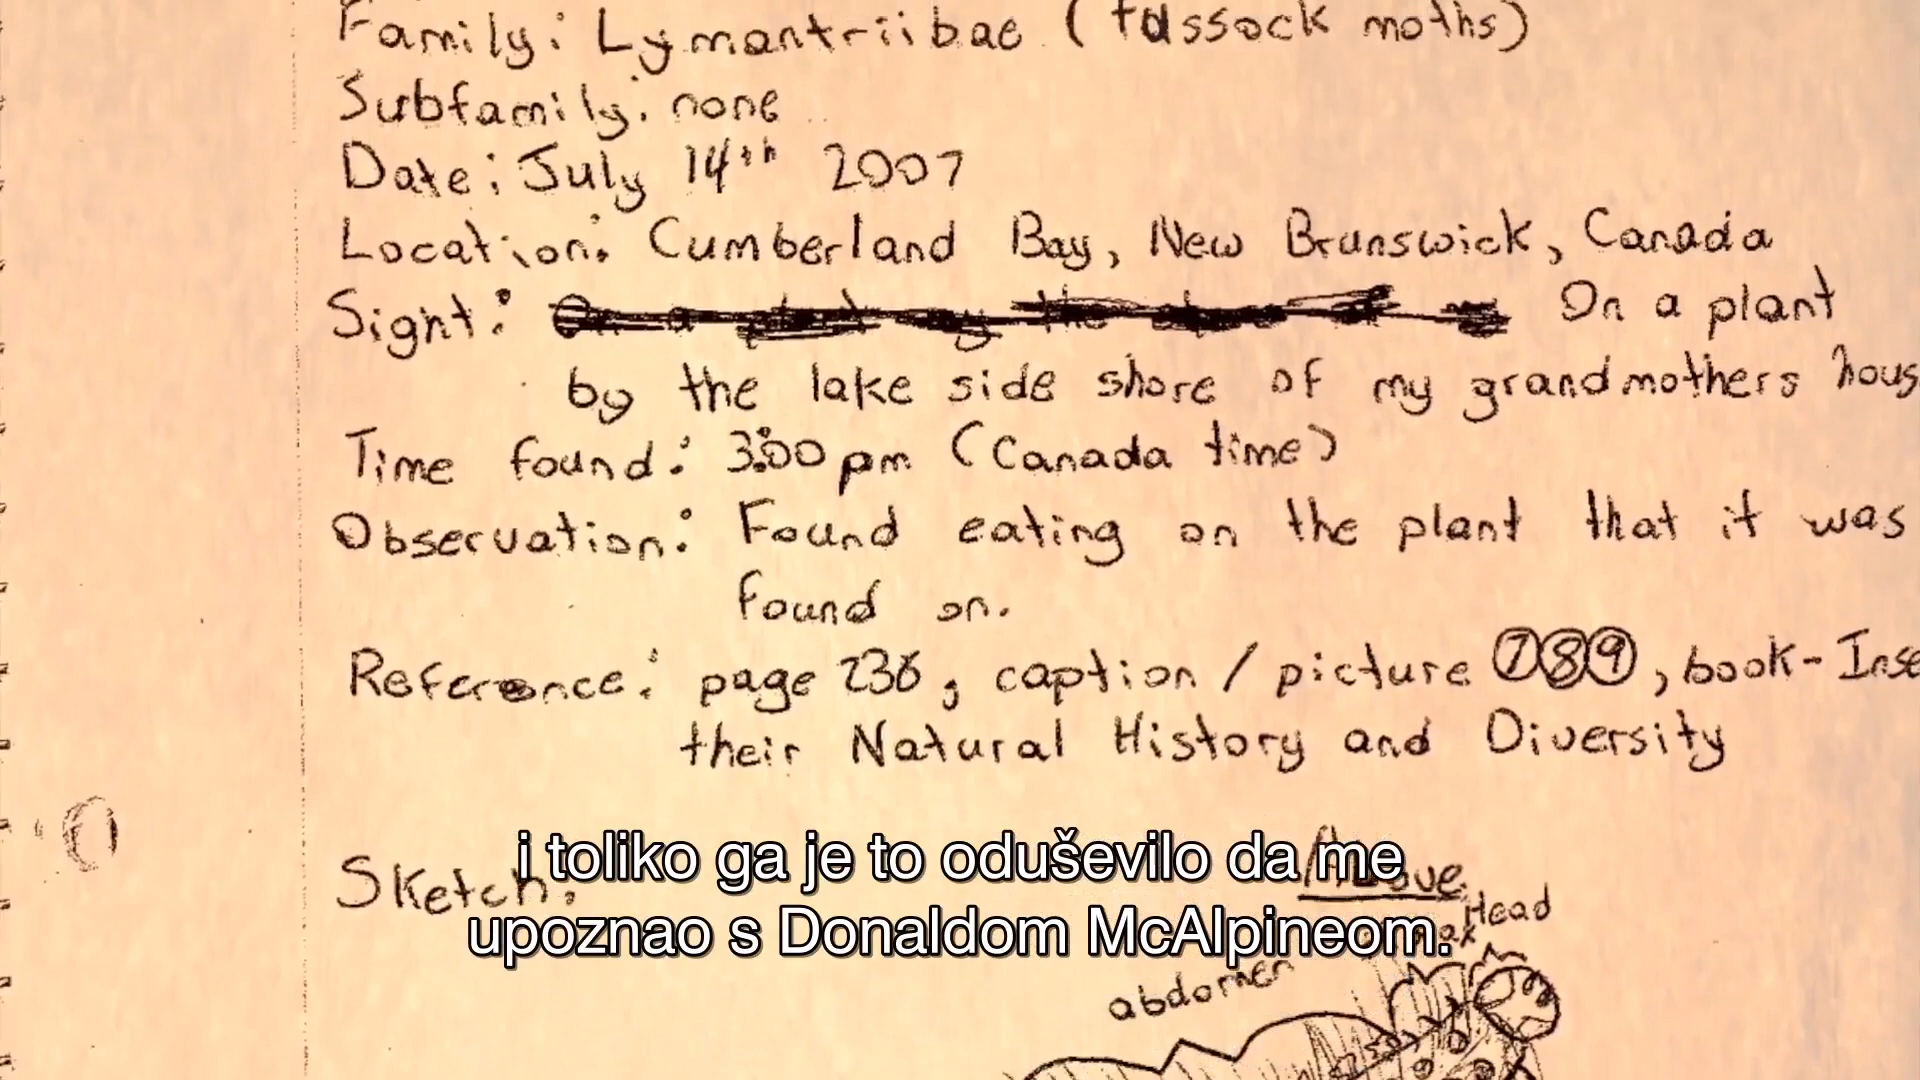 Family: Lymantriibae (tussock moths)
Subfamily: none
Date: July 14th 2007
Location: Cumberland Bay, New Brunswick, Canada
Sight: On a plant
by the lake side shore of my grandmothers hous
Time found: 3:00 pm (Canada time)
Observation: Found eating on the plant that it was
found on.
Reference: page 236, caption / picture 789, book - Inse
their Natural History and Diversity
Sketch:
Head
abdomen
i toliko ga je to oduševilo da me
upoznao s Donaldom McAlpineom.